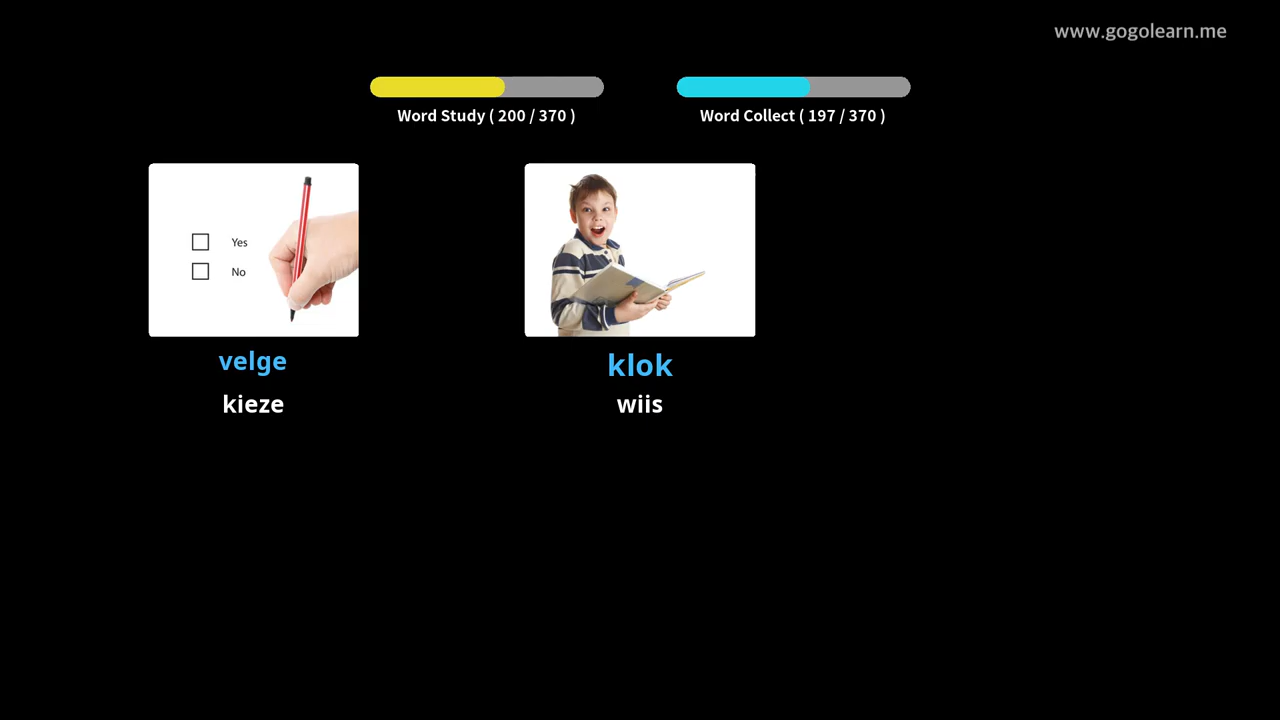 www.gogolearn.me
Word Study ( 200 / 370 )
Word Collect ( 197 / 370 )
Yes
No
velge
kieze
klok
wiis